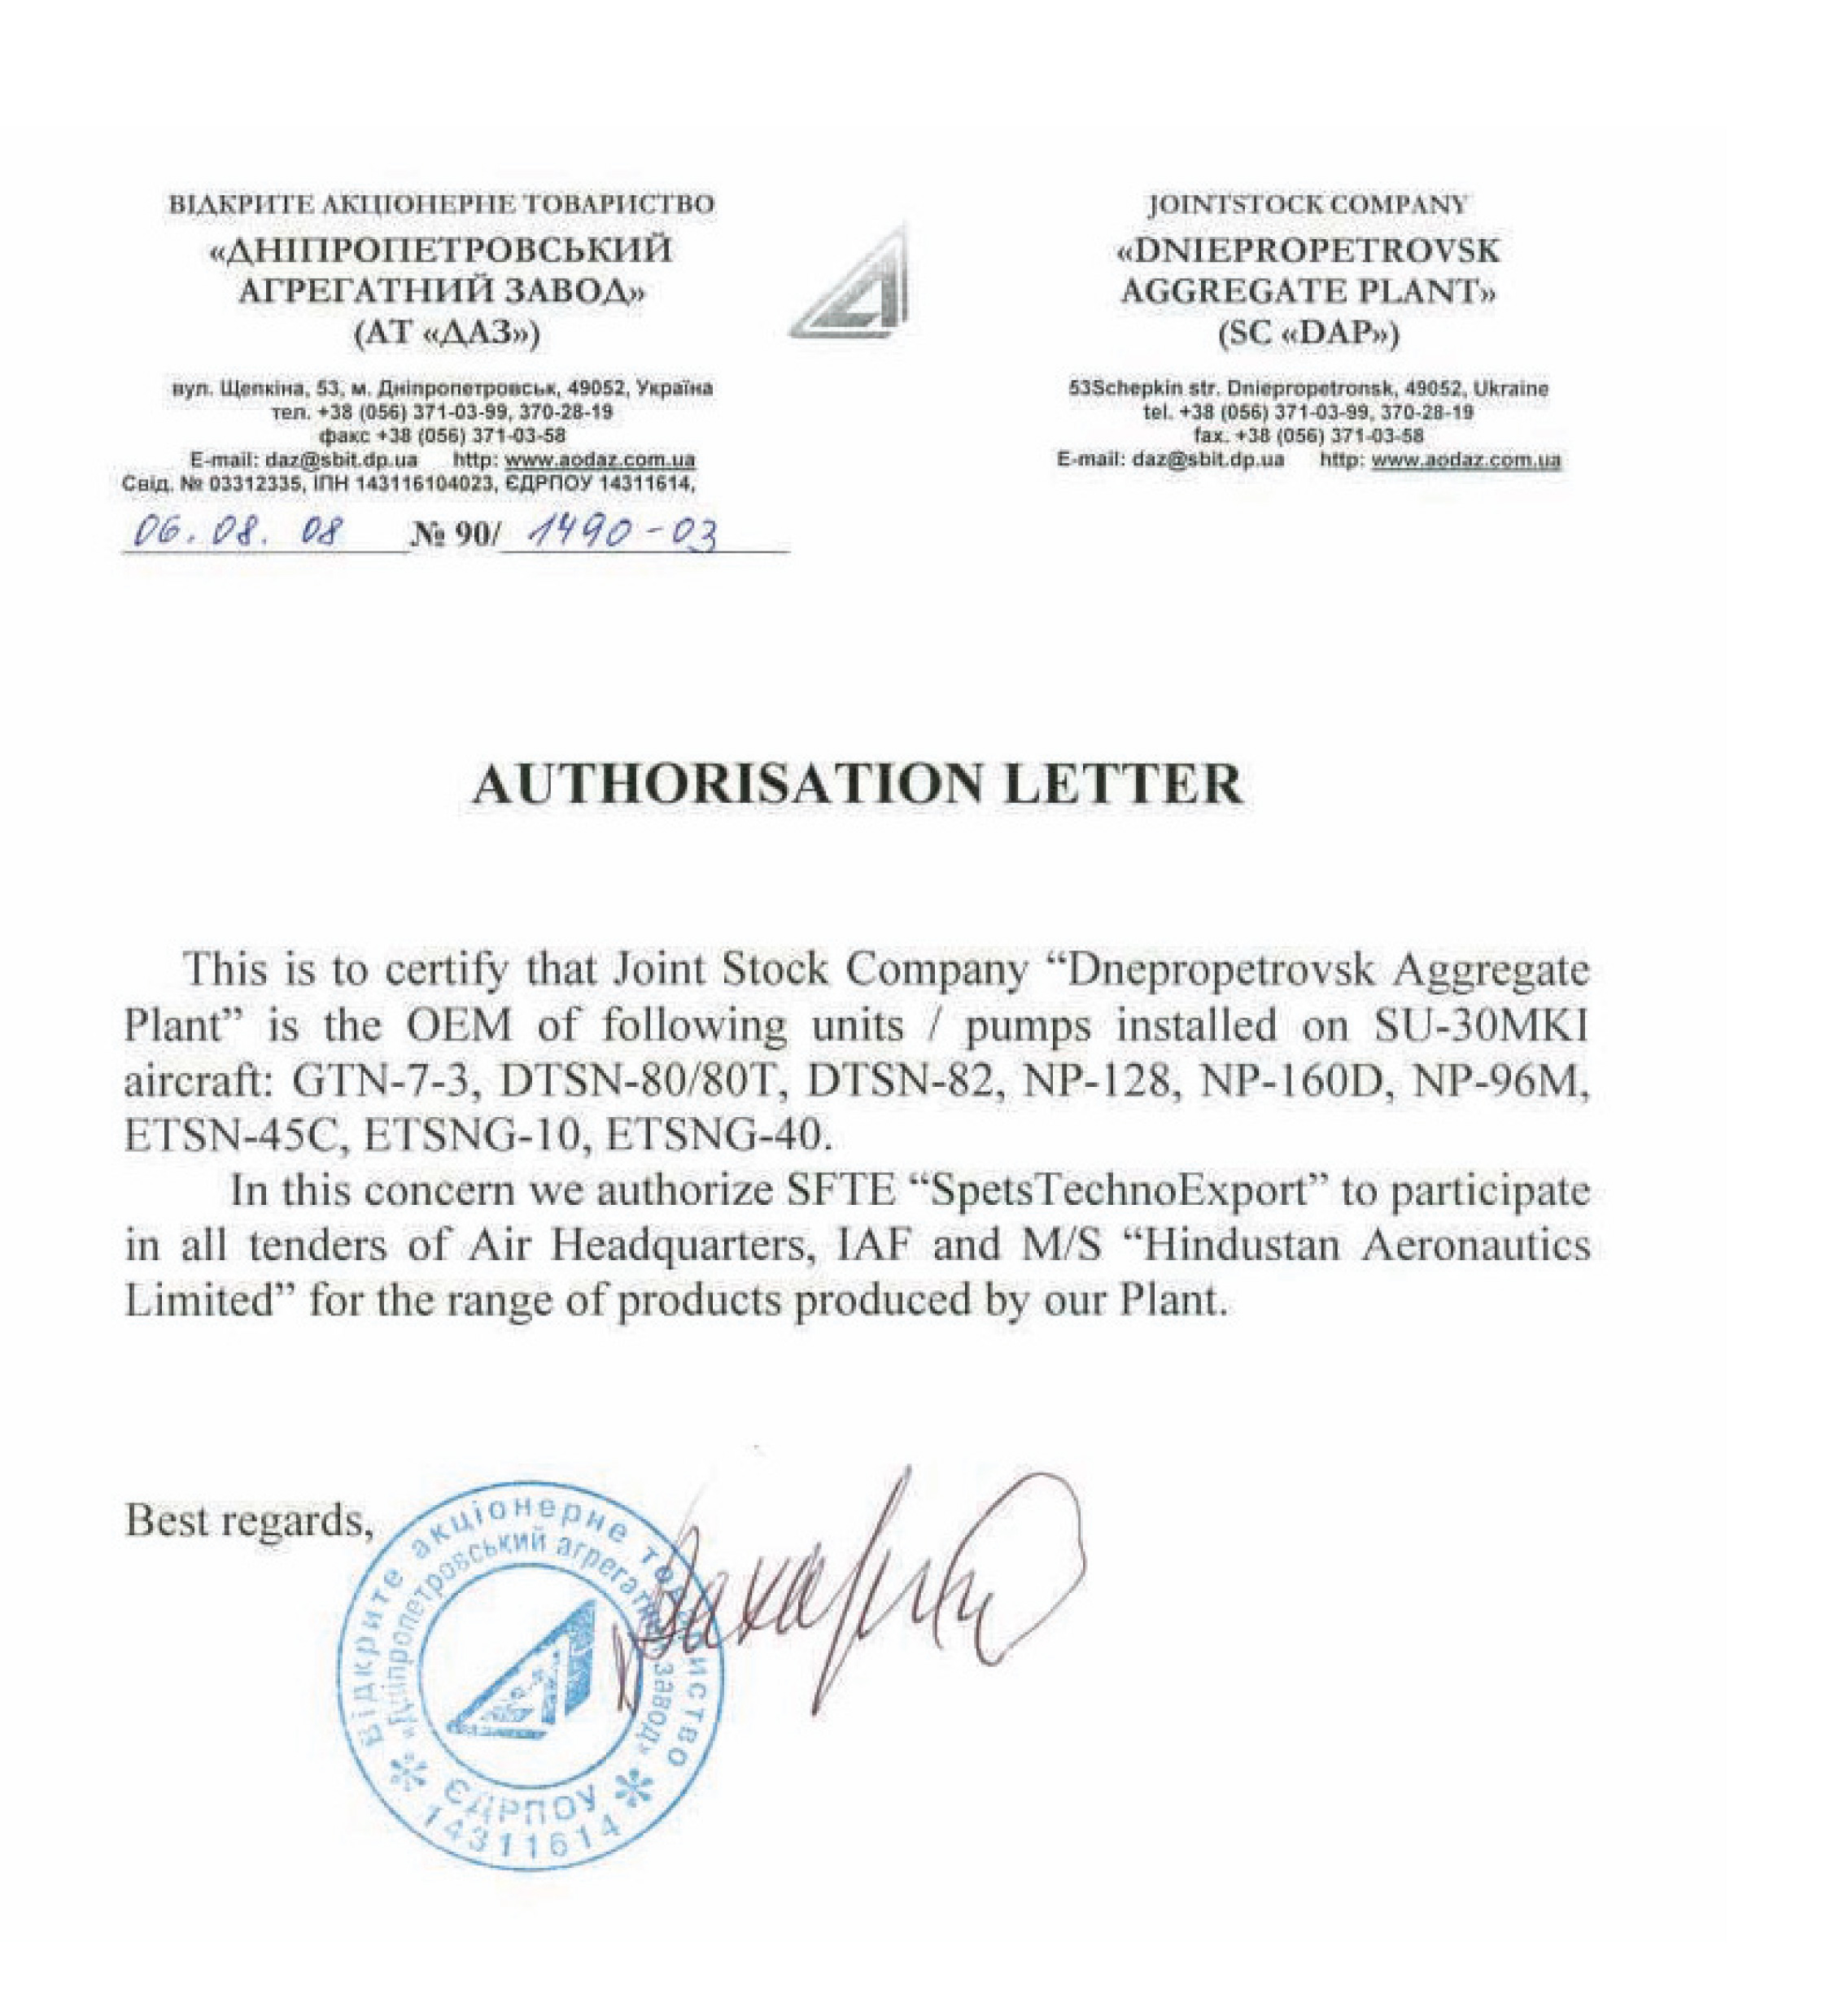 ВІДКРИТЕ АКЦІОНЕРНЕ ТОВАРИСТВО
«ДНІПРОПЕТРОВСЬКИЙ
АГРЕГАТНИЙ ЗАВОД»
(АТ «ДАЗ»)
вул. Щепкіна, 53, м. Дніпропетровськ, 49052, Україна
тел. +38 (056) 371-03-99, 370-28-19
факс +38 (056) 371-03-58
E-mail: daz@sbit.dp.ua http: www.aodaz.com.ua
Свід. № 03312335, ІПН 143116104023, ЄДРПОУ 14311614,
06.08.08 № 90/ 1490-03
JOINTSTOCK COMPANY
«DNIEPROPETROVSK
AGGREGATE PLANT»
(SC «DAP»)
53Schepkin str. Dniepropetronsk, 49052, Ukraine
tel. +38 (056) 371-03-99, 370-28-19
fax. +38 (056) 371-03-58
E-mail: daz@sbit.dp.ua http: www.aodaz.com.ua
AUTHORISATION LETTER
This is to certify that Joint Stock Company “Dnepropetrovsk Aggregate
Plant” is the OEM of following units / pumps installed on SU-30MKI
aircraft: GTN-7-3, DTSN-80/80T, DTSN-82, NP-128, NP-160D, NP-96M,
ETSN-45C, ETSNG-10, ETSNG-40.
In this concern we authorize SFTE “SpetsTechnoExport” to participate
in all tenders of Air Headquarters, IAF and M/S “Hindustan Aeronautics
Limited” for the range of products produced by our Plant.
Best regards,
Відкрите акціонерне товариство
«Дніпропетровський агрегатний завод»
ЄДРПОУ
14311614